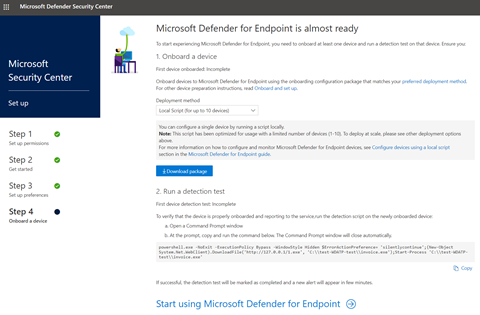 Microsoft Defender Security Center
Microsoft
Security Center
Set up
Step 1
Set up permissions
Step 2
Get started
Step 3
Set up preferences
Step 4
Onboard a device
Microsoft Defender for Endpoint is almost ready
To start experiencing Microsoft Defender for Endpoint, you need to onboard at least one device and run a detection test on that device. Ensure you:
1. Onboard a device
First device onboarded: Incomplete
Onboard devices to Microsoft Defender for Endpoint using the onboarding configuration package that matches your preferred deployment method.
For other device preparation instructions, read Onboard and set up.
Deployment method
Local Script (for up to 10 devices)
You can configure a single device by running a script locally.
Note: This script has been optimized for usage with a limited number of devices (1-10). To deploy at scale, please see other deployment options
above.
For more information on how to configure and monitor Microsoft Defender for Endpoint devices, see Configure devices using a local script
section in the Microsoft Defender for Endpoint guide.
Download package
2. Run a detection test
First device detection test: Incomplete
To verify that the device is properly onboarded and reporting to the service,run the detection script on the newly onboarded device:
a. Open a Command Prompt window
b. At the prompt, copy and run the command below. The Command Prompt window will close automatically.
powershell.exe -NoExit -ExecutionPolicy Bypass -WindowStyle Hidden $ErrorActionPreference= 'silentlycontinue';(New-Object
System.Net.WebClient).DownloadFile('http://127.0.0.1/1.exe', 'C:\\test-WDATP-test\\invoice.exe');Start-Process 'C:\\test-
WDATP-test\\invoice.exe'
Copy
If successful, the detection test will be marked as completed and a new alert will appear in few minutes.
Start using Microsoft Defender for Endpoint